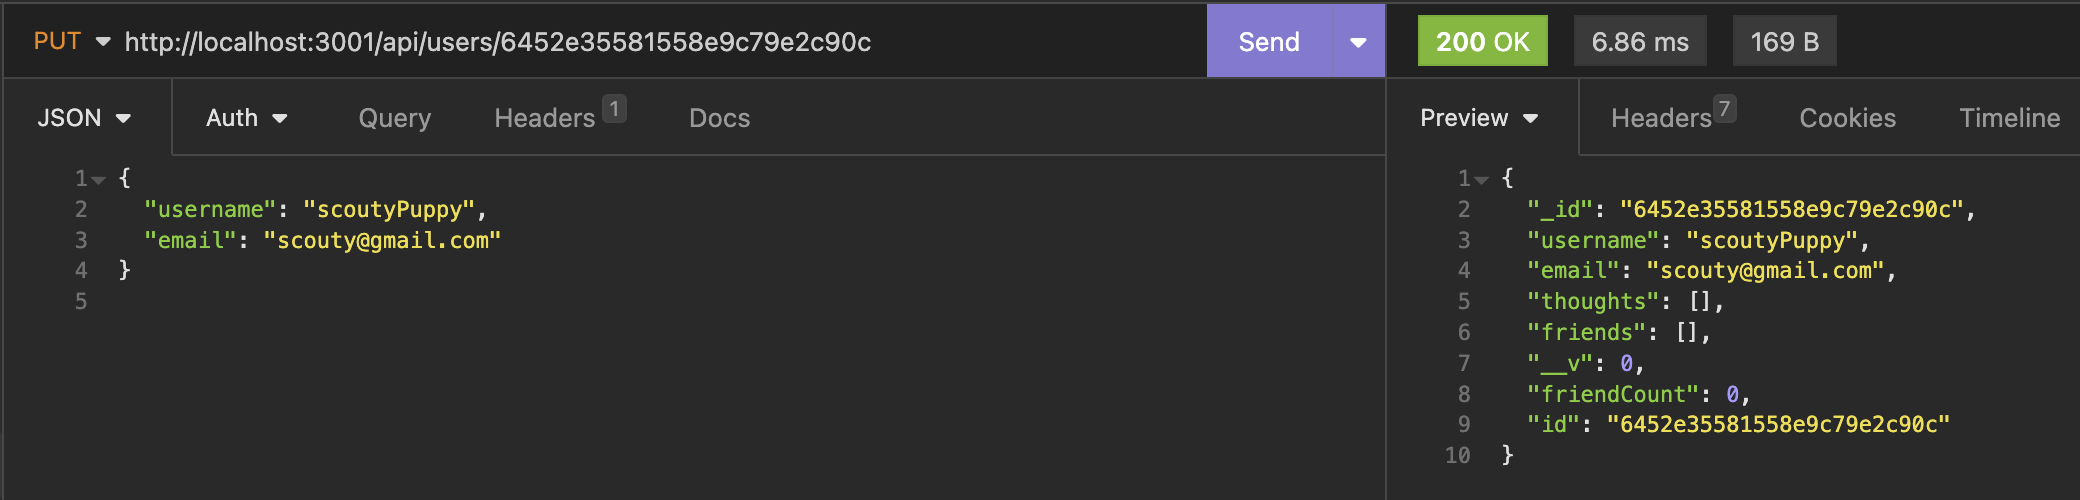 PUT http://localhost:3001/api/users/6452e35581558e9c79e2c90c Send 200 OK 6.86 ms 169 B
JSON Auth Query Headers 1 Docs Preview Headers 7 Cookies Timeline
1 {
2 "username": "scoutyPuppy",
3 "email": "scouty@gmail.com"
4 }
5
1 {
2 "_id": "6452e35581558e9c79e2c90c",
3 "username": "scoutyPuppy",
4 "email": "scouty@gmail.com",
5 "thoughts": [],
6 "friends": [],
7 "__v": 0,
8 "friendCount": 0,
9 "id": "6452e35581558e9c79e2c90c"
10 }